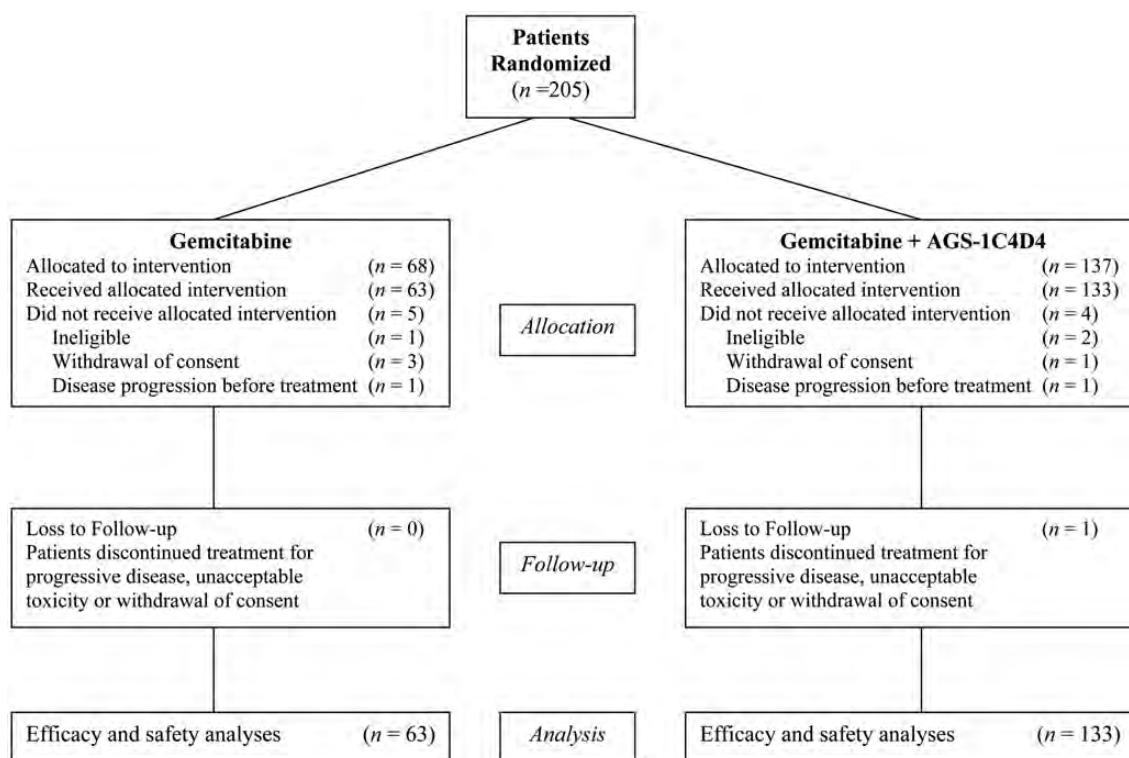 Patients
Randomized
(n =205)
Gemcitabine
Allocated to intervention (n = 68)
Received allocated intervention (n = 63)
Did not receive allocated intervention (n = 5)
Ineligible (n = 1)
Withdrawal of consent (n = 3)
Disease progression before treatment (n = 1)
Allocation
Gemcitabine + AGS-1C4D4
Allocated to intervention (n = 137)
Received allocated intervention (n = 133)
Did not receive allocated intervention (n = 4)
Ineligible (n = 2)
Withdrawal of consent (n = 1)
Disease progression before treatment (n = 1)
Loss to Follow-up (n = 0)
Patients discontinued treatment for
progressive disease, unacceptable
toxicity or withdrawal of consent
Follow-up
Loss to Follow-up (n = 1)
Patients discontinued treatment for
progressive disease, unacceptable
toxicity or withdrawal of consent
Efficacy and safety analyses (n = 63)
Analysis
Efficacy and safety analyses (n = 133)